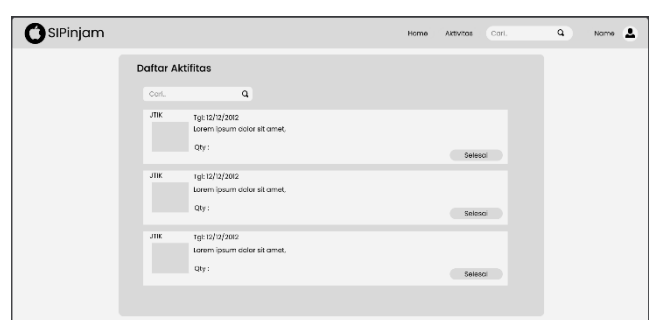 SIPinjam
Home Aktivitas Cari.. Name
Daftar Aktifitas
Cari..
JTIK
Tgl: 12/12/2012
Lorem ipsum dolor sit amet,
Qty :
Selesai
JTIK
Tgl: 12/12/2012
Lorem ipsum dolor sit amet,
Qty :
Selesai
JTIK
Tgl: 12/12/2012
Lorem ipsum dolor sit amet,
Qty :
Selesai